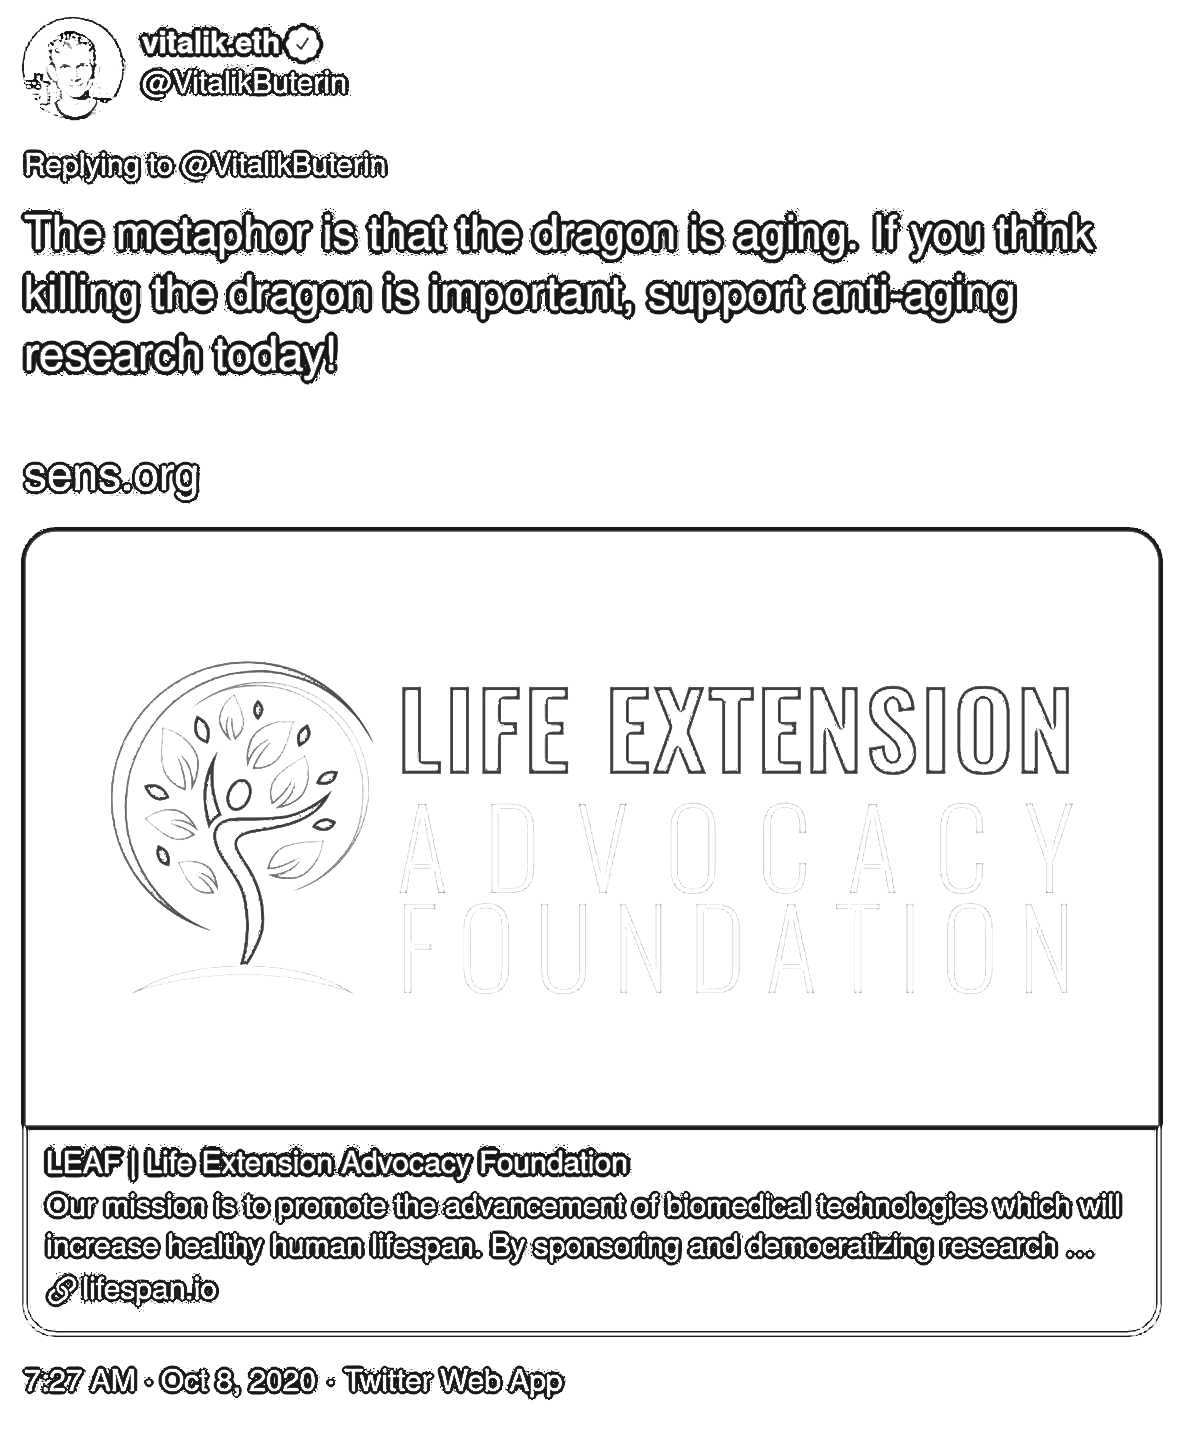 vitalik.eth
@VitalikButerin
Replying to @VitalikButerin
The metaphor is that the dragon is aging. If you think
killing the dragon is important, support anti-aging
research today!
sens.org
LIFE EXTENSION
ADVOCACY
FOUNDATION
LEAF | Life Extension Advocacy Foundation
Our mission is to promote the advancement of biomedical technologies which will
increase healthy human lifespan. By sponsoring and democratizing research ...
lifespan.io
7:27 AM · Oct 8, 2020 · Twitter Web App